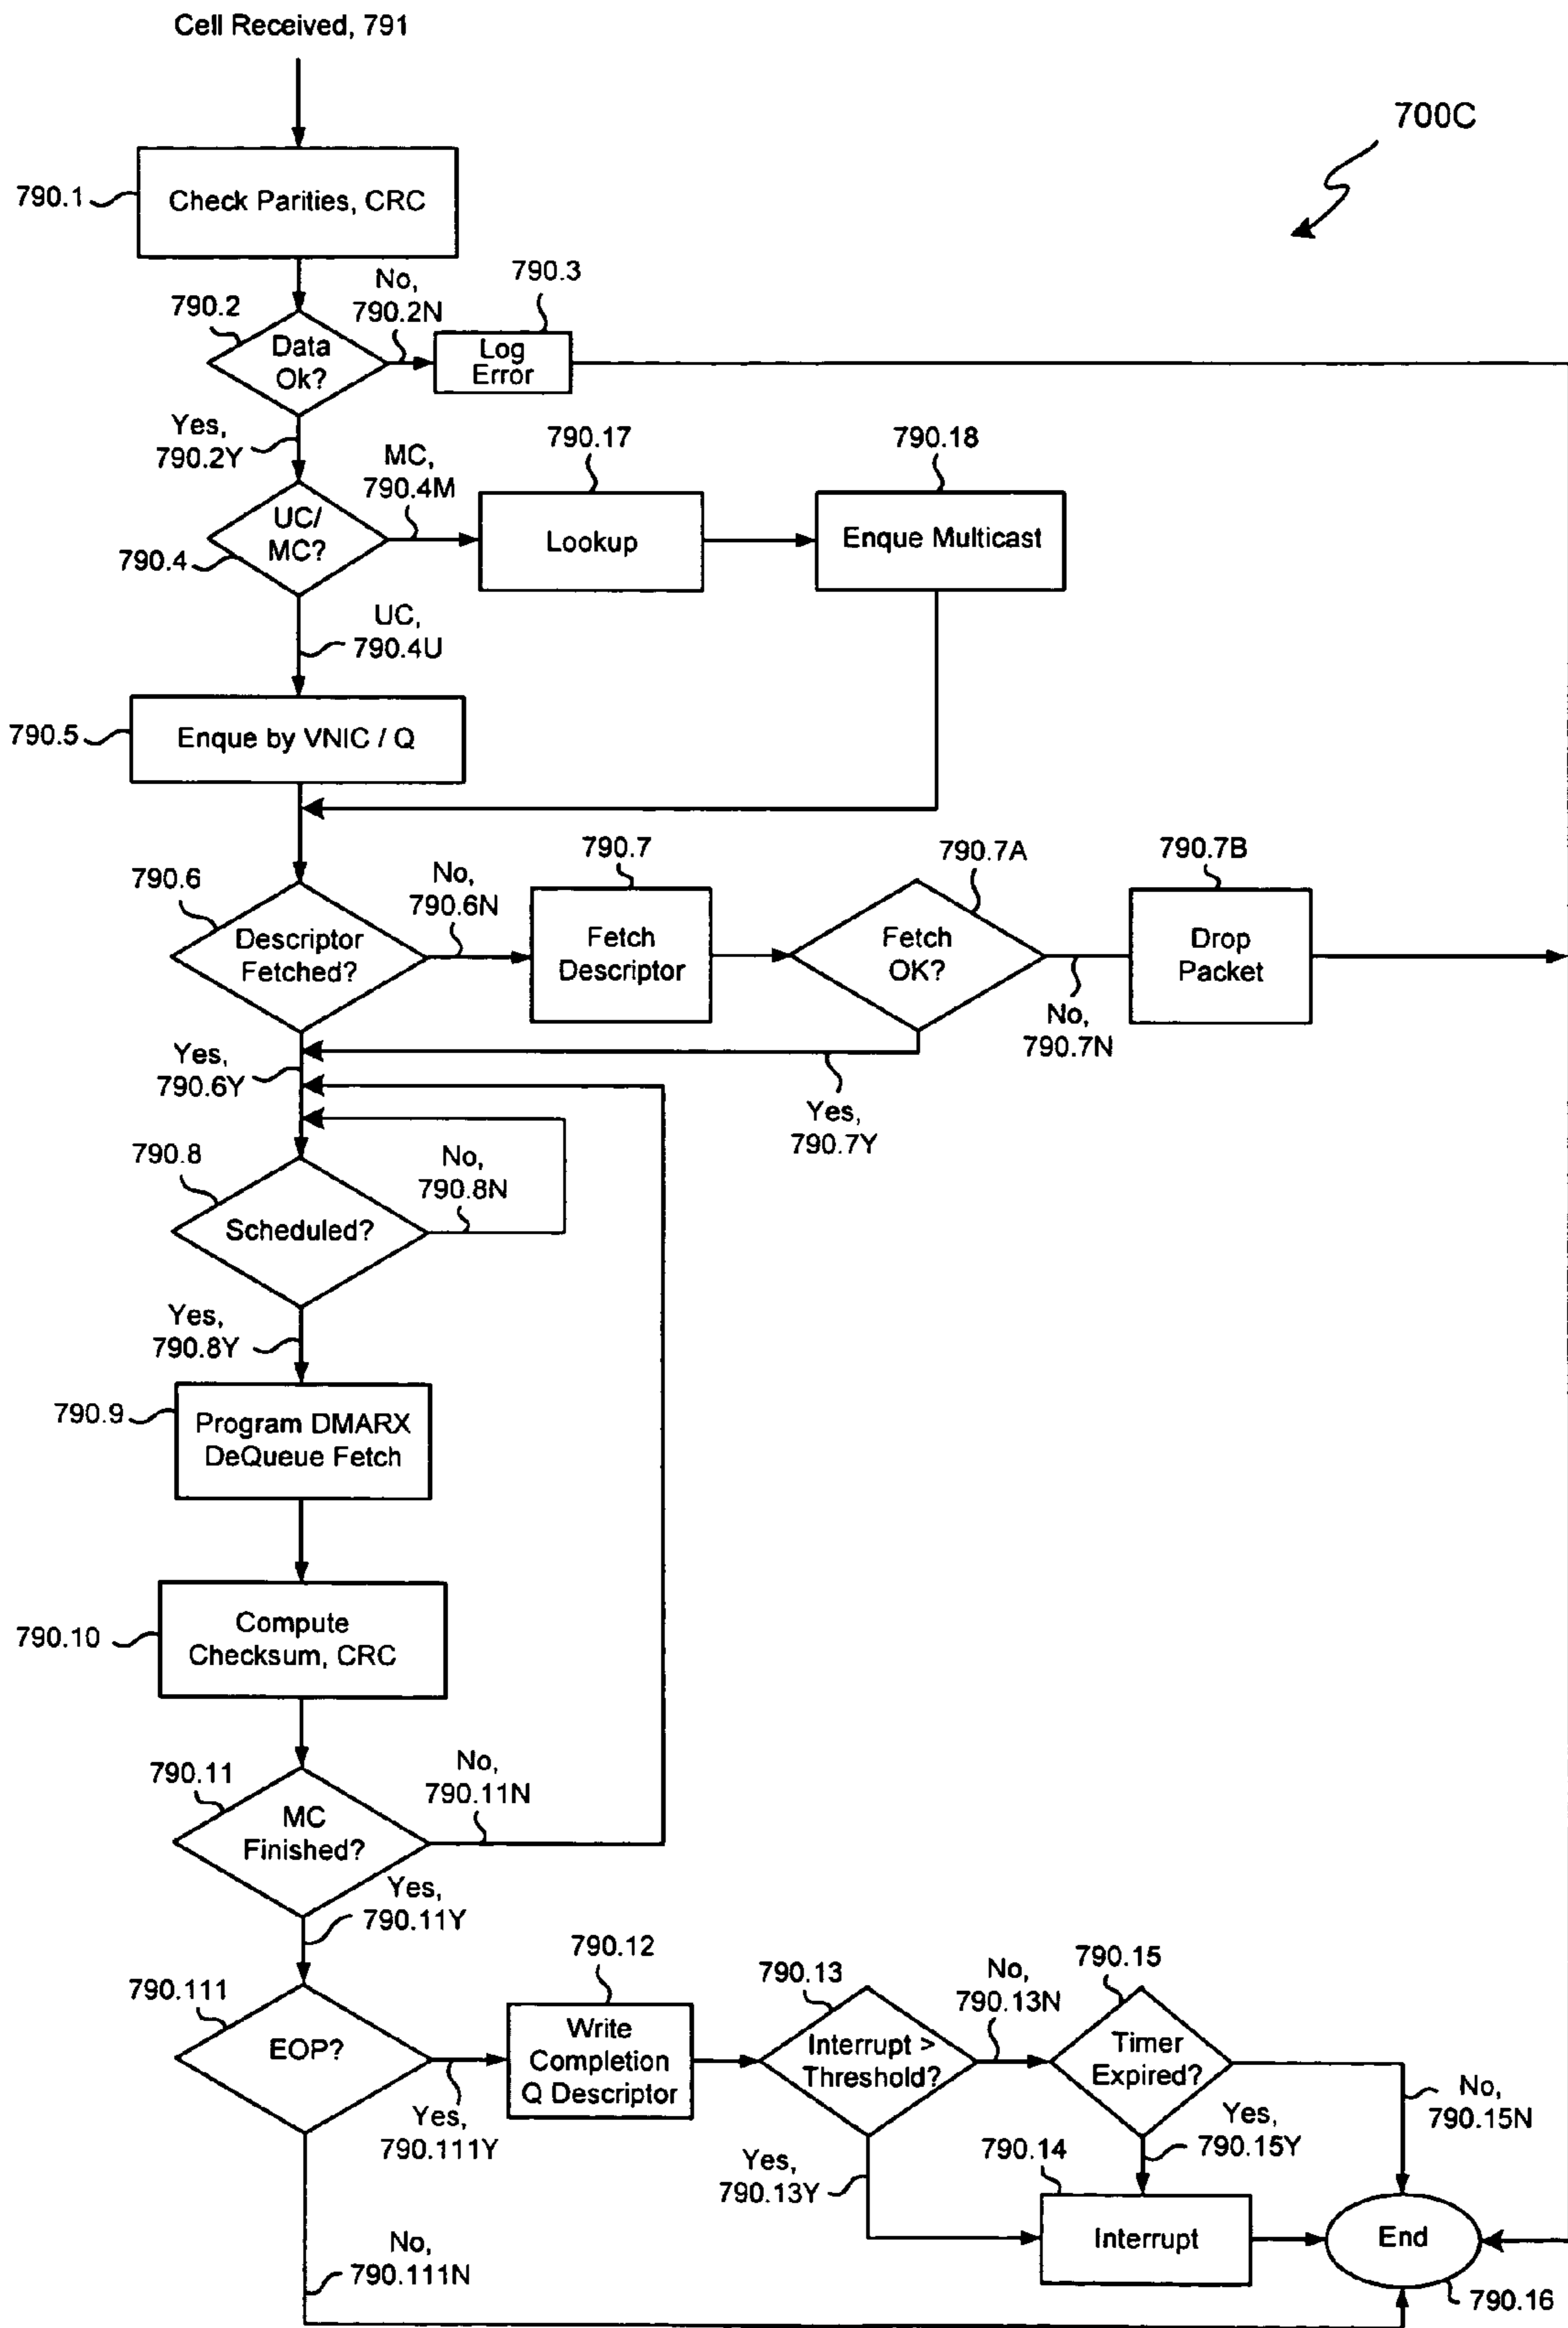 Cell Received, 791
700C
790.1
Check Parities, CRC
790.2
Data
Ok?
No,
790.2N
790.3
Log
Error
Yes,
790.2Y
790.4
UC/
MC?
MC,
790.4M
790.17
Lookup
790.18
Enque Multicast
UC,
790.4U
790.5
Enque by VNIC / Q
790.6
Descriptor
Fetched?
No,
790.6N
790.7
Fetch
Descriptor
790.7A
Fetch
OK?
No,
790.7N
790.7B
Drop
Packet
Yes,
790.6Y
Yes,
790.7Y
790.8
Scheduled?
No,
790.8N
Yes,
790.8Y
790.9
Program DMARX
DeQueue Fetch
790.10
Compute
Checksum, CRC
790.11
MC
Finished?
No,
790.11N
Yes,
790.11Y
790.111
EOP?
Yes,
790.111Y
790.12
Write
Completion
Q Descriptor
790.13
Interrupt >
Threshold?
No,
790.13N
790.15
Timer
Expired?
No,
790.15N
Yes,
790.13Y
Yes,
790.15Y
790.14
Interrupt
End
790.16
No,
790.111N